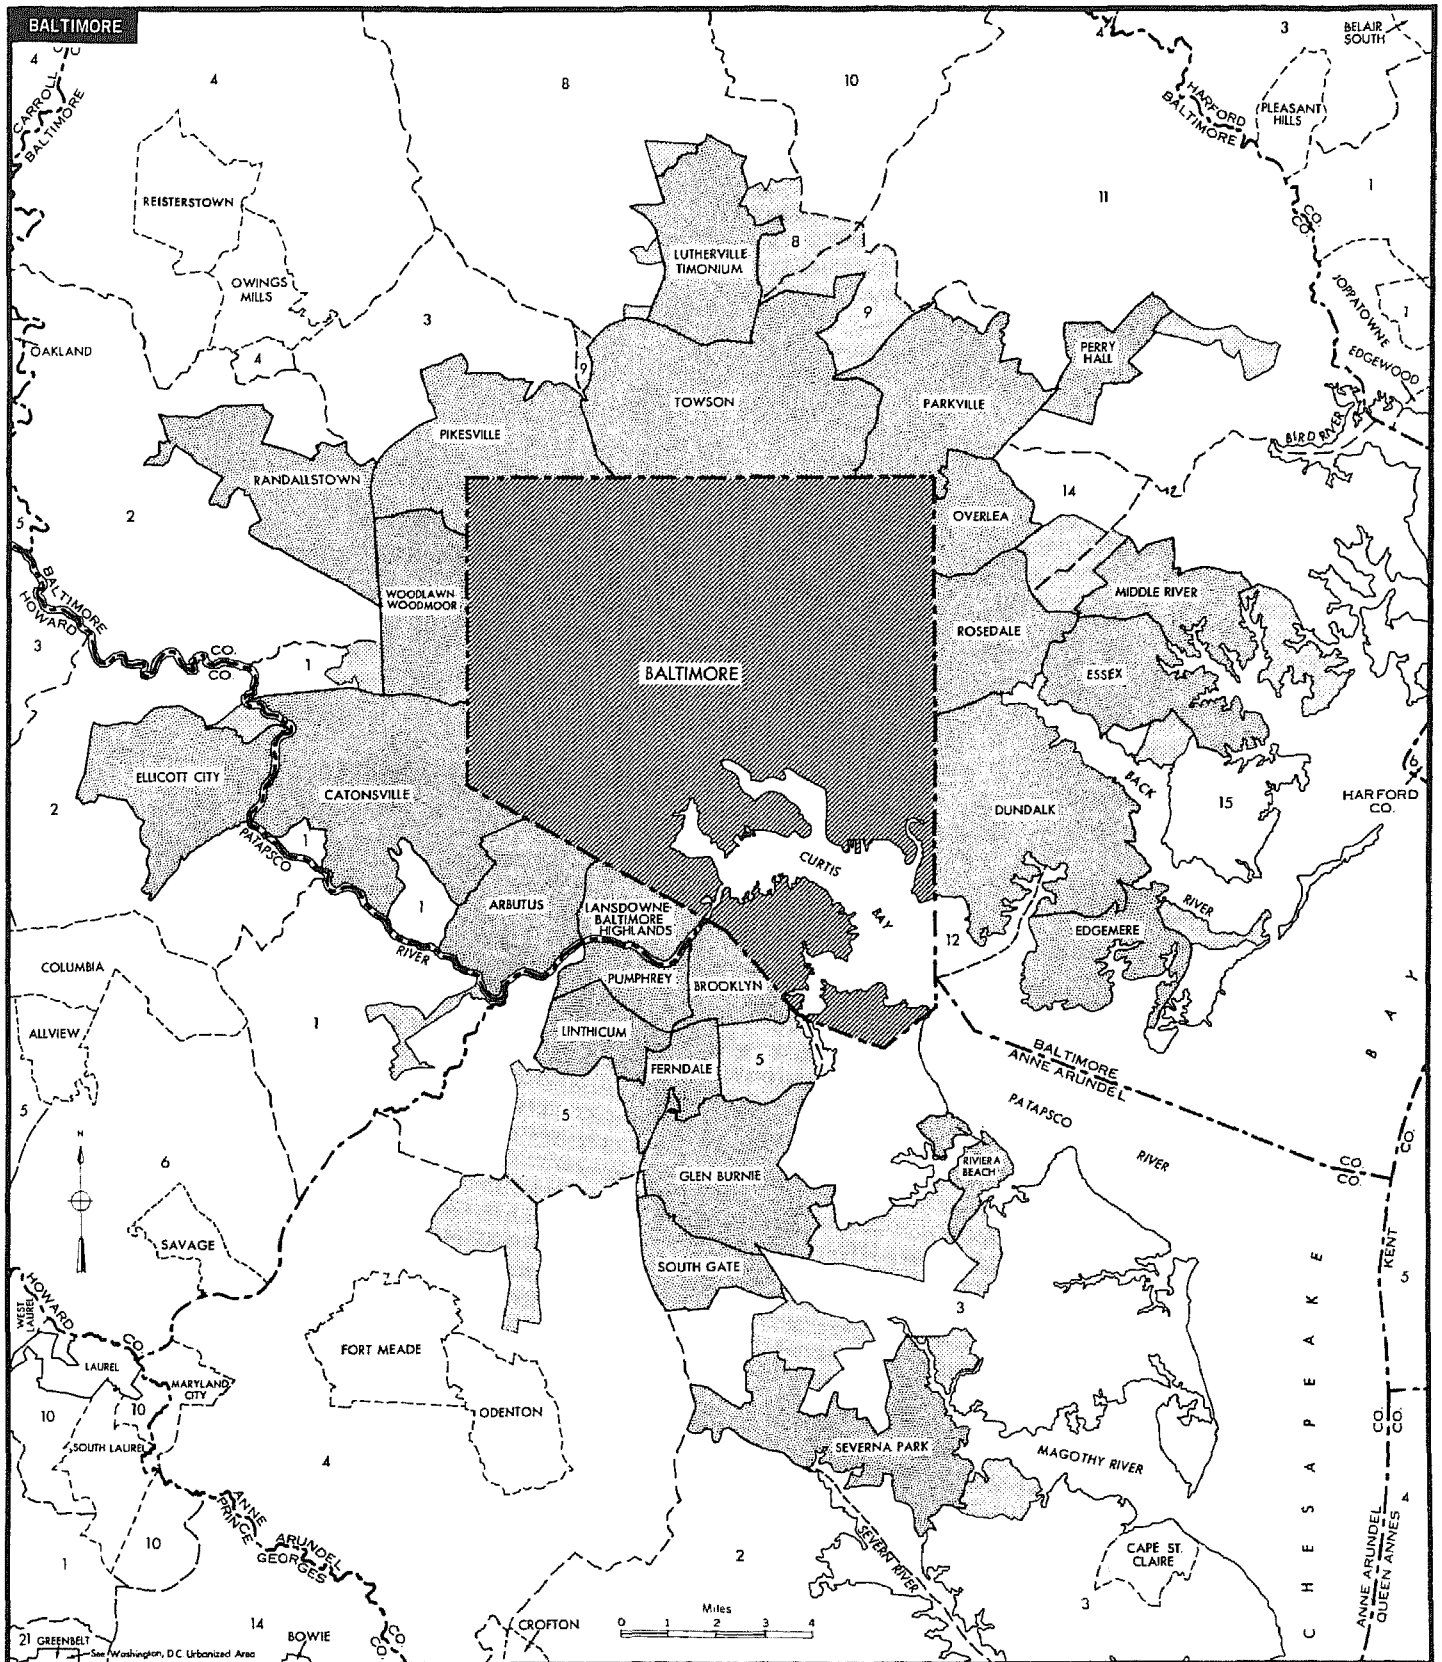 BALTIMORE
4
CARROLL
BALTIMORE
4
8
10
4
3
BELAIR
SOUTH
HARFORD
BALTIMORE
PLEASANT
HILLS
REISTERSTOWN
11
1
CO.
CO.
LUTHERVILLE
TIMONIUM
8
OWINGS
MILLS
JOPPATOWNE
1
3
9
OAKLAND
4
9
PERRY
HALL
EDGEWOOD
TOWSON
PARKVILLE
PIKESVILLE
BIRD RIVER
RANDALLSTOWN
14
12
2
5
OVERLEA
BALTIMORE
HOWARD
WOODLAWN
WOODMOOR
MIDDLE RIVER
ROSEDALE
3
CO.
CO.
1
BALTIMORE
ESSEX
ELLICOTT CITY
CATONSVILLE
BACK
6
2
DUNDALK
15
HARFORD
CO.
PATAPSCO
1
CURTIS
BAY
1
ARBUTUS
LANSDOWNE
BALTIMORE
HIGHLANDS
RIVER
12
EDGEMERE
RIVER
COLUMBIA
PUMPHREY
BROOKLYN
ALLVIEW
1
LINTHICUM
FERNDALE
5
BALTIMORE
ANNE ARUNDEL
5
5
PATAPSCO
RIVER
N
6
GLEN BURNIE
RIVIERA
BEACH
CO.
CO.
CO.
SAVAGE
SOUTH GATE
KENT
5
HOWARD
WEST
LAUREL
CO.
3
FORT MEADE
LAUREL
MARYLAND
CITY
10
10
ODENTON
CO.
CO.
SOUTH LAUREL
SEVERNA PARK
MAGOTHY RIVER
4
4
ANNE
PRINCE
ARUNDEL
GEORGES
10
1
2
SEVERN RIVER
CAPE ST.
CLAIRE
3
CHESAPEAKE
BAY
ANNE ARUNDEL
QUEEN ANNES
Miles
0 1 2 3 4
14
CROFTON
BOWIE
CO.
CO.
21 GREENBELT
See Washington, D.C. Urbanized Area